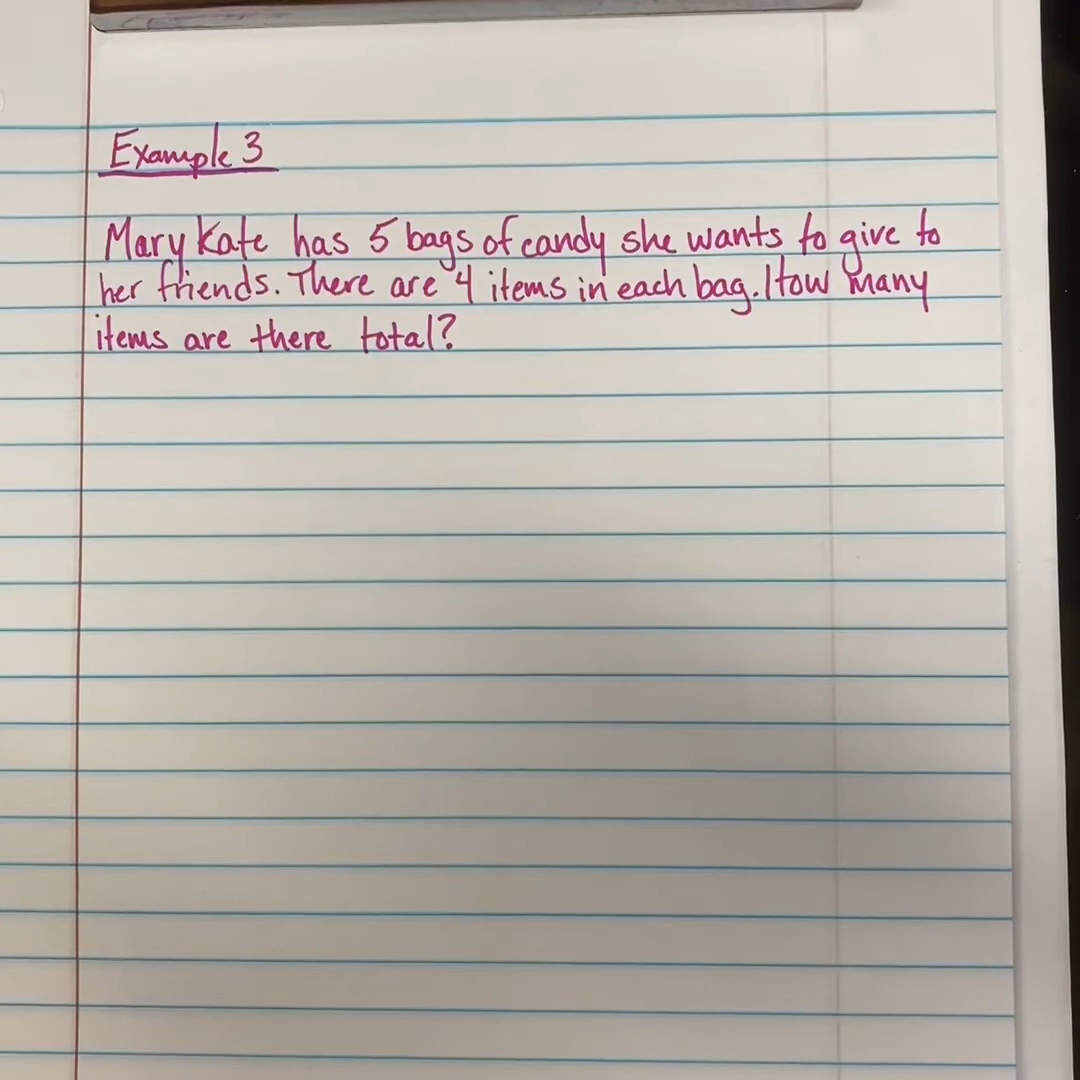 Example 3
Mary Kate has 5 bags of candy she wants to give to
her friends. There are 4 items in each bag. How many
items are there total?